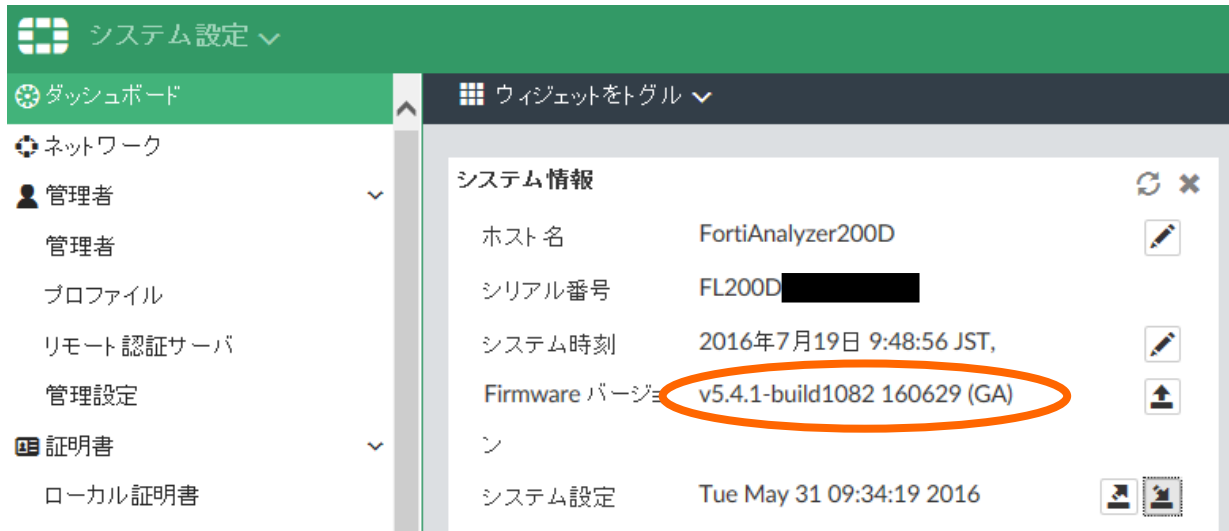 システム設定
ダッシュボード
ウィジェットをトグル
ネットワーク
管理者
管理者
プロファイル
リモート認証サーバ
管理設定
証明書
ローカル証明書
システム情報
ホスト名 FortiAnalyzer200D
シリアル番号 FL200D
システム時刻 2016年7月19日 9:48:56 JST,
Firmware バージョ v5.4.1-build1082 160629 (GA)
ン
システム設定 Tue May 31 09:34:19 2016